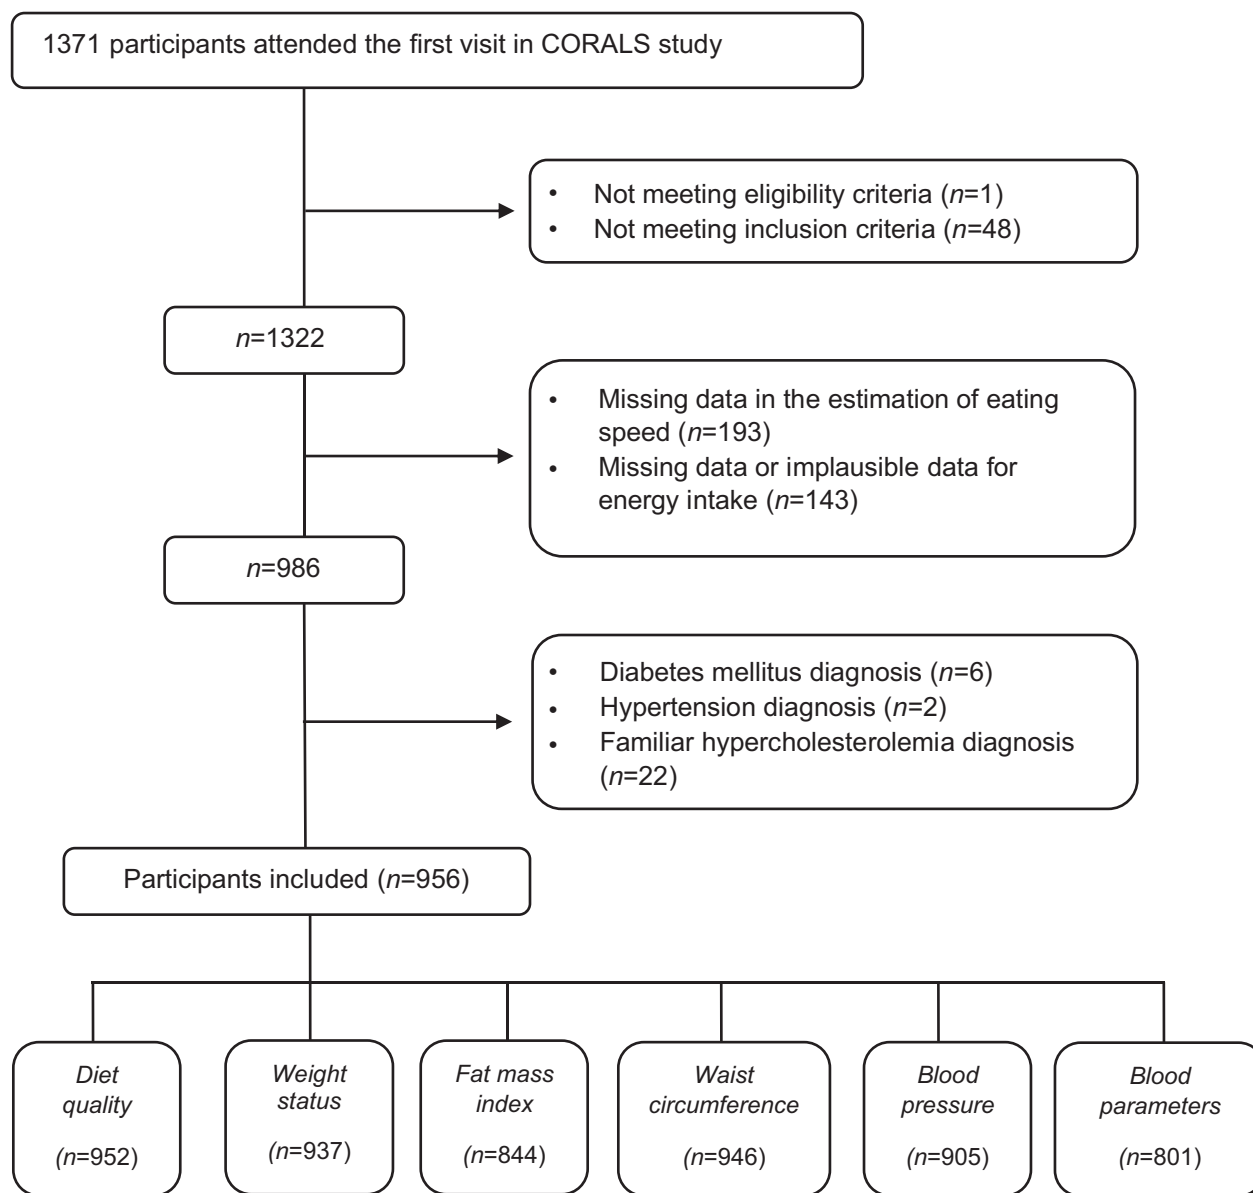 1371 participants attended the first visit in CORALS study
• Not meeting eligibility criteria (n=1)
• Not meeting inclusion criteria (n=48)
n=1322
• Missing data in the estimation of eating
speed (n=193)
• Missing data or implausible data for
energy intake (n=143)
n=986
• Diabetes mellitus diagnosis (n=6)
• Hypertension diagnosis (n=2)
• Familiar hypercholesterolemia diagnosis
(n=22)
Participants included (n=956)
Diet
quality
(n=952)
Weight
status
(n=937)
Fat mass
index
(n=844)
Waist
circumference
(n=946)
Blood
pressure
(n=905)
Blood
parameters
(n=801)